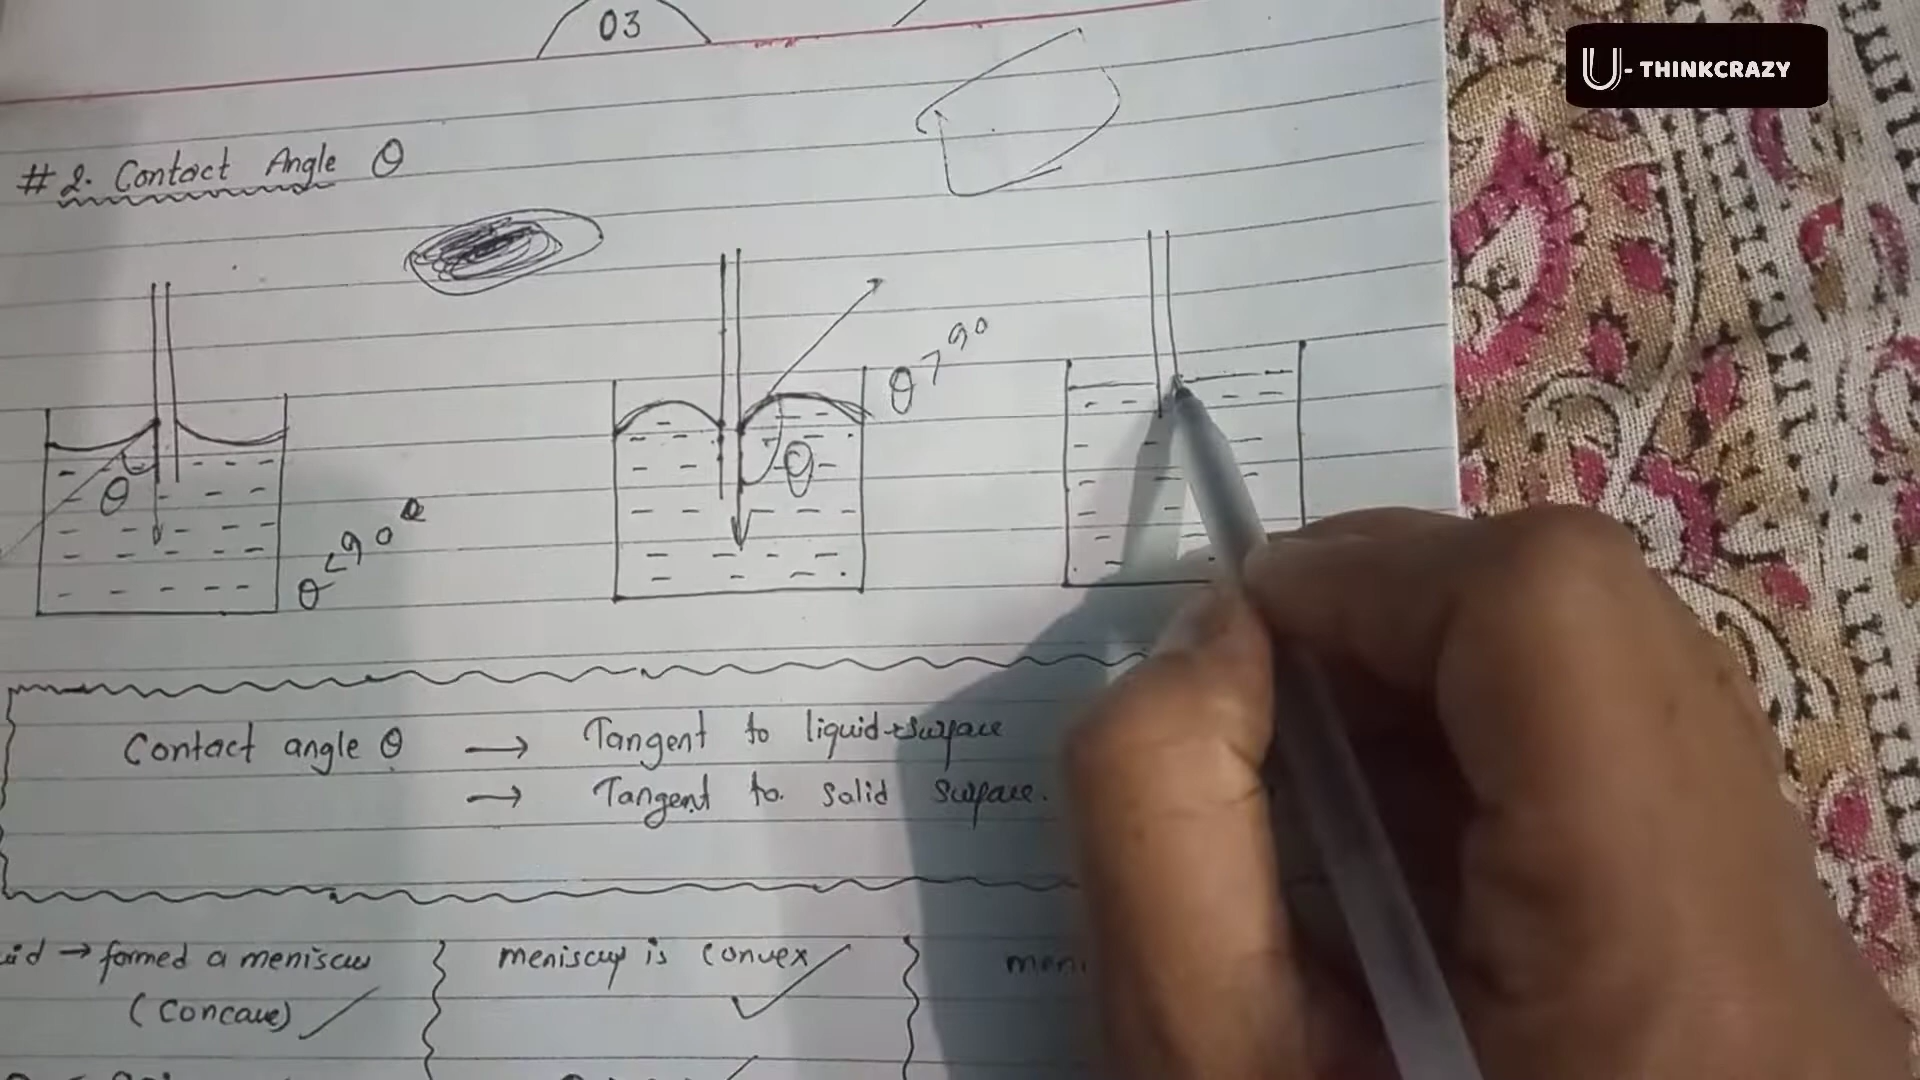 03
U - THINKCRAZY
# 2. Contact Angle θ
θ > 90
θ
θ
θ < 90°
Contact angle θ → Tangent to liquid surface
→ Tangent to solid surface.
→ formed a meniscus
(Concave)
meniscus is convex